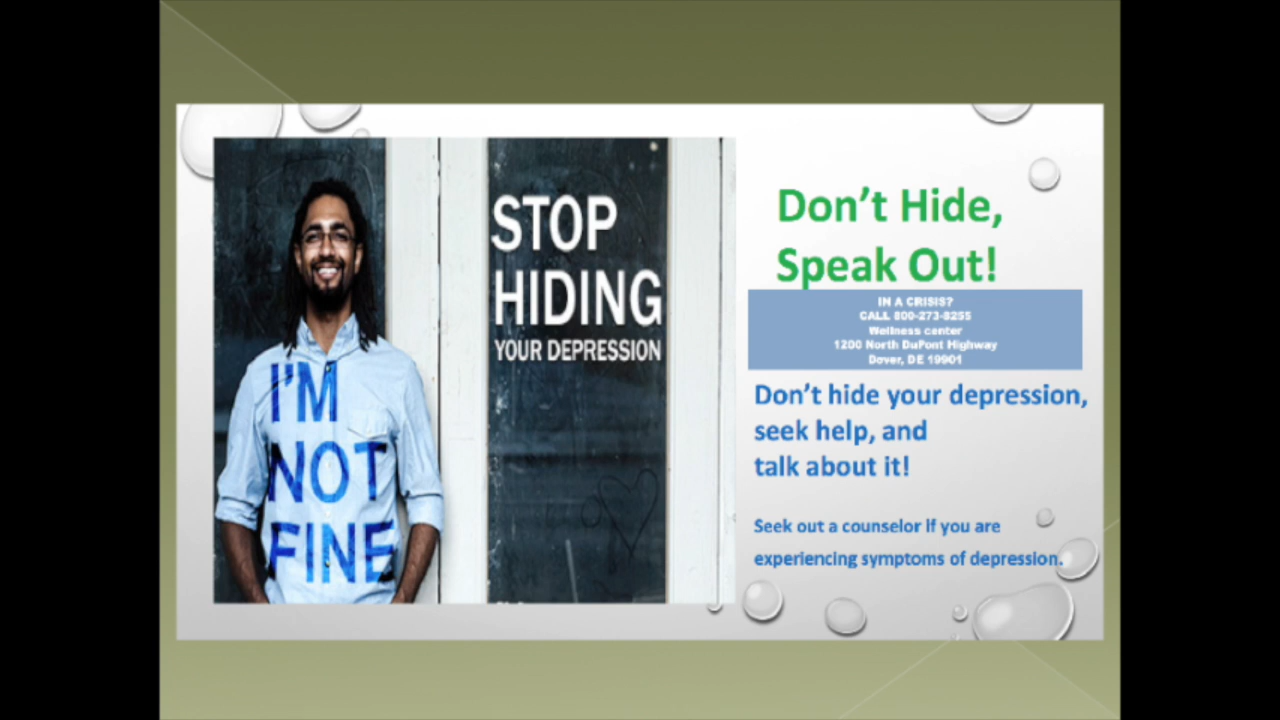 I'M
NOT
FINE
STOP
HIDING
YOUR DEPRESSION
Don't Hide,
Speak Out!
IN A CRISIS?
CALL 800-273-8255
Wellness center
1200 North DuPont Highway
Dover, DE 19901
Don't hide your depression,
seek help, and
talk about it!
Seek out a counselor if you are
experiencing symptoms of depression.